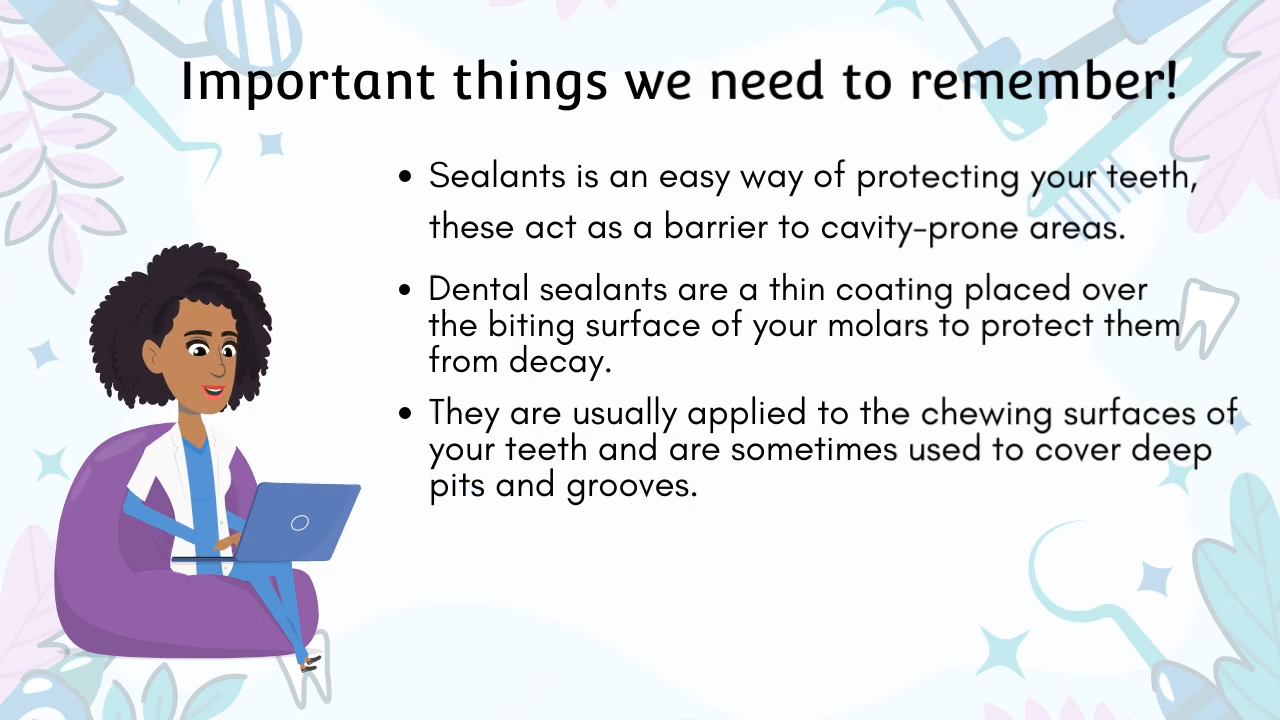 Important things we need to remember!
• Sealants is an easy way of protecting your teeth,
these act as a barrier to cavity-prone areas.
• Dental sealants are a thin coating placed over
the biting surface of your molars to protect them
from decay.
• They are usually applied to the chewing surfaces of
your teeth and are sometimes used to cover deep
pits and grooves.